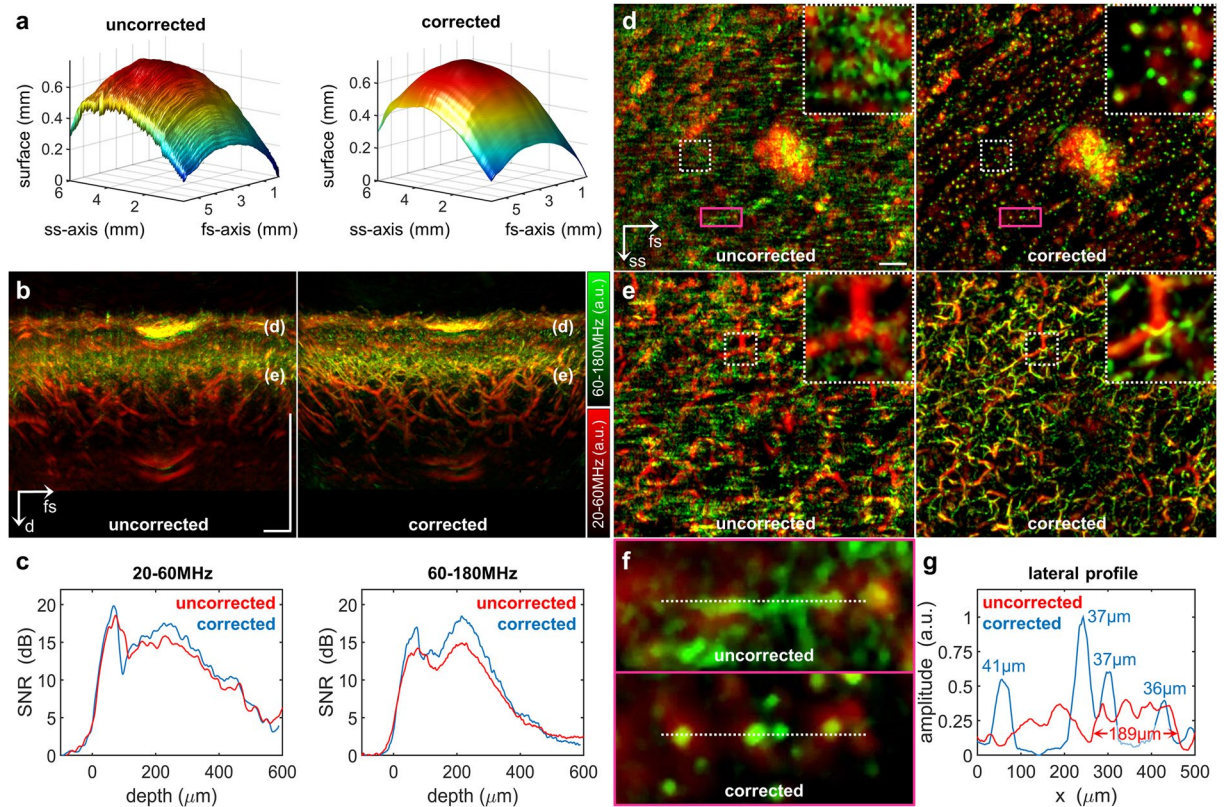 a
uncorrected
corrected
surface (mm)
0.6
0.4
0.2
0
6
4
2
5
3
1
ss-axis (mm)
fs-axis (mm)
surface (mm)
0.6
0.4
0.2
0
6
4
2
5
3
1
ss-axis (mm)
fs-axis (mm)
b
(d)
(e)
fs
d
uncorrected
(d)
(e)
corrected
60-180MHz (a.u.)
20-60MHz (a.u.)
c
20-60MHz
uncorrected
corrected
SNR (dB)
20
15
10
5
0
0 200 400 600
depth (μm)
60-180MHz
uncorrected
corrected
SNR (dB)
20
15
10
5
0
0 200 400 600
depth (μm)
d
fs
ss
uncorrected
corrected
e
uncorrected
corrected
f
uncorrected
corrected
g
lateral profile
uncorrected
corrected
amplitude (a.u.)
1
0.75
0.5
0.25
0
41μm
37μm
37μm
36μm
189μm
0 100 200 300 400 500
x (μm)